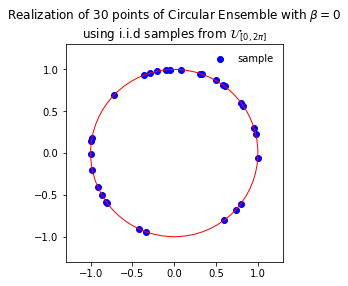 Realization of 30 points of Circular Ensemble with β = 0
using i.i.d samples from 𝒰[0, 2π]
sample
1.0
0.5
0.0
−0.5
−1.0
−1.0 −0.5 0.0 0.5 1.0